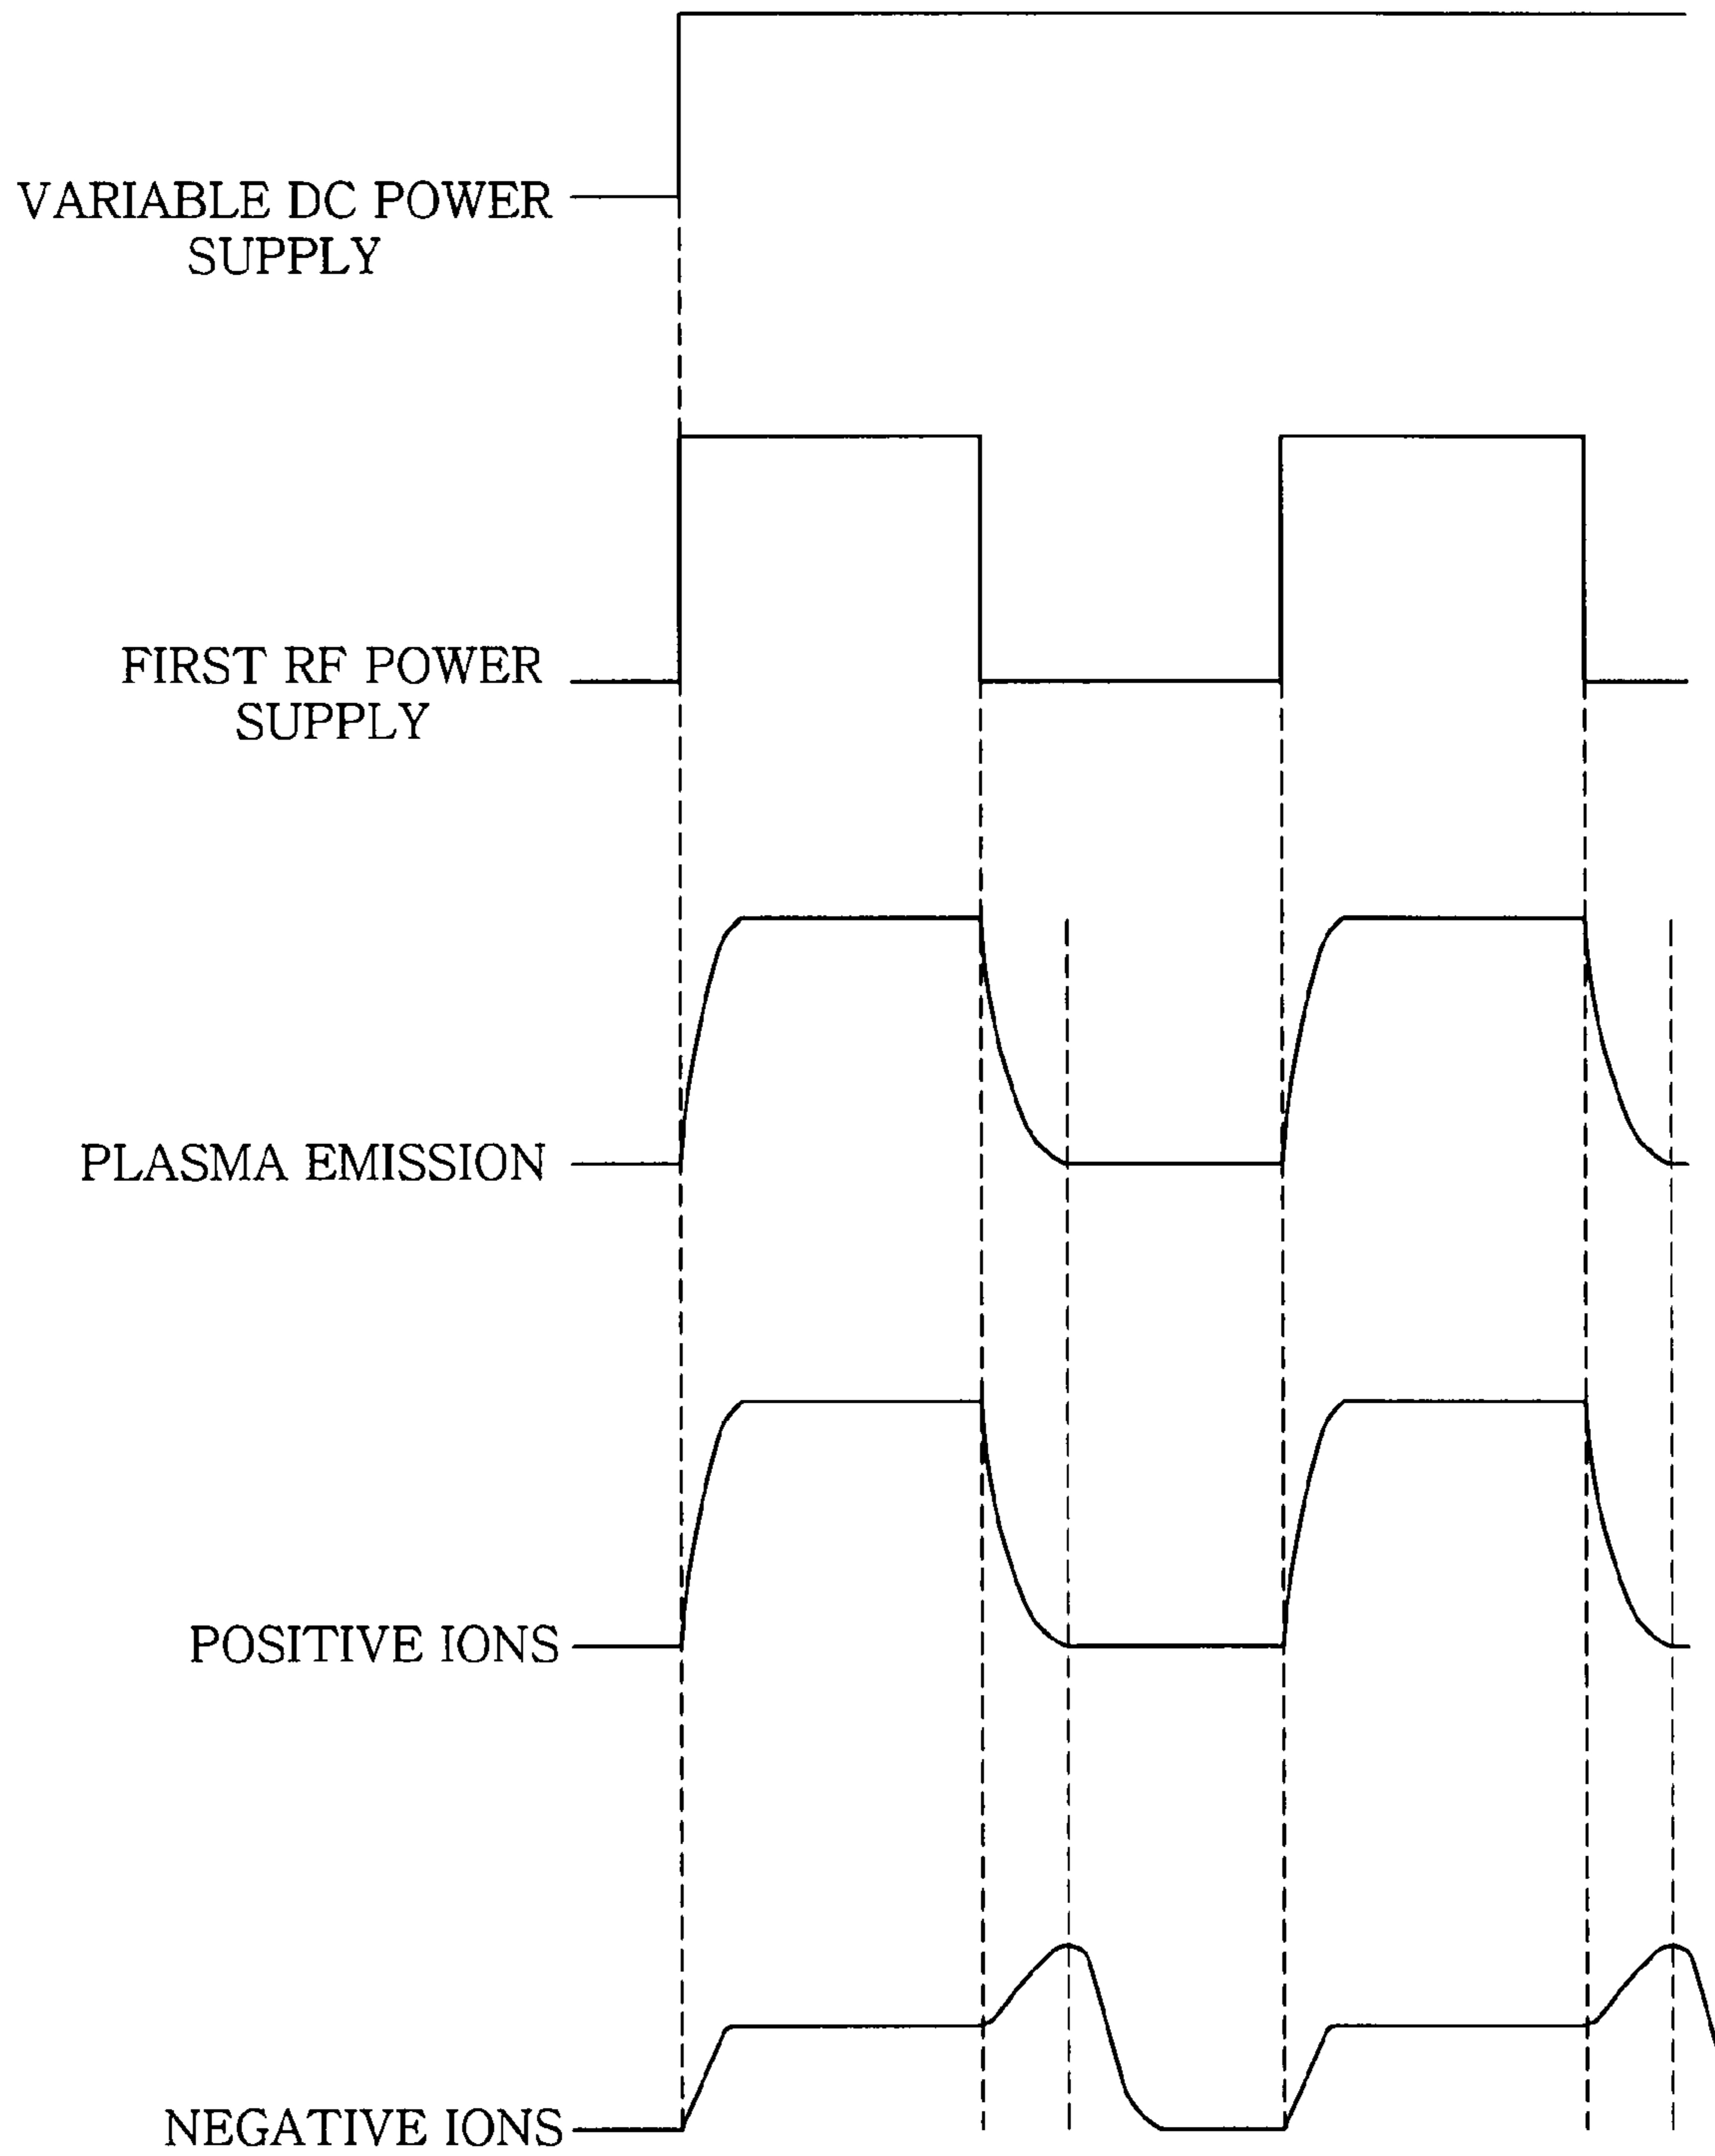 VARIABLE DC POWER
SUPPLY
FIRST RF POWER
SUPPLY
PLASMA EMISSION
POSITIVE IONS
NEGATIVE IONS